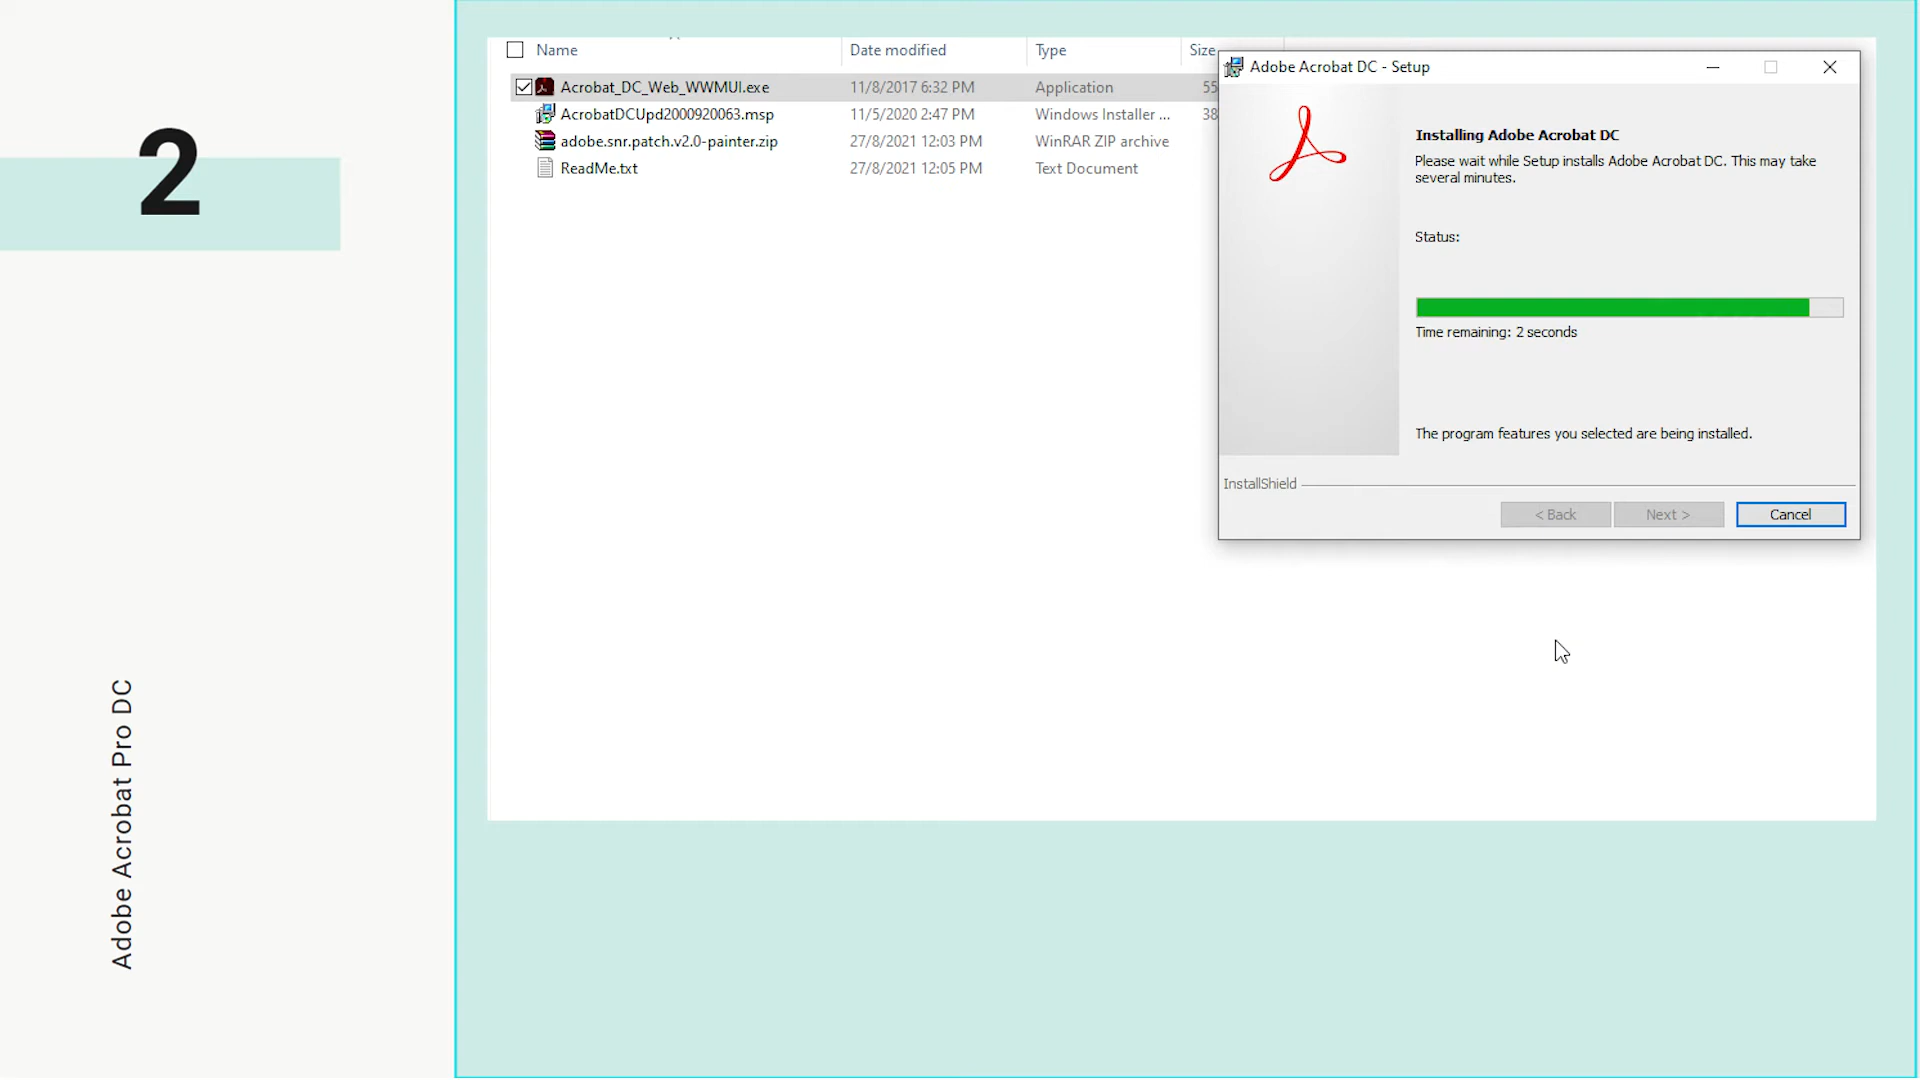 2
Adobe Acrobat Pro DC
Name Date modified Type Size
Acrobat_DC_Web_WWMUI.exe 11/8/2017 6:32 PM Application 55
AcrobatDCUpd2000920063.msp 11/5/2020 2:47 PM Windows Installer ... 38
adobe.snr.patch.v2.0-painter.zip 27/8/2021 12:03 PM WinRAR ZIP archive
ReadMe.txt 27/8/2021 12:05 PM Text Document
Adobe Acrobat DC - Setup
Installing Adobe Acrobat DC
Please wait while Setup installs Adobe Acrobat DC. This may take
several minutes.
Status:
Time remaining: 2 seconds
The program features you selected are being installed.
InstallShield
< Back Next > Cancel